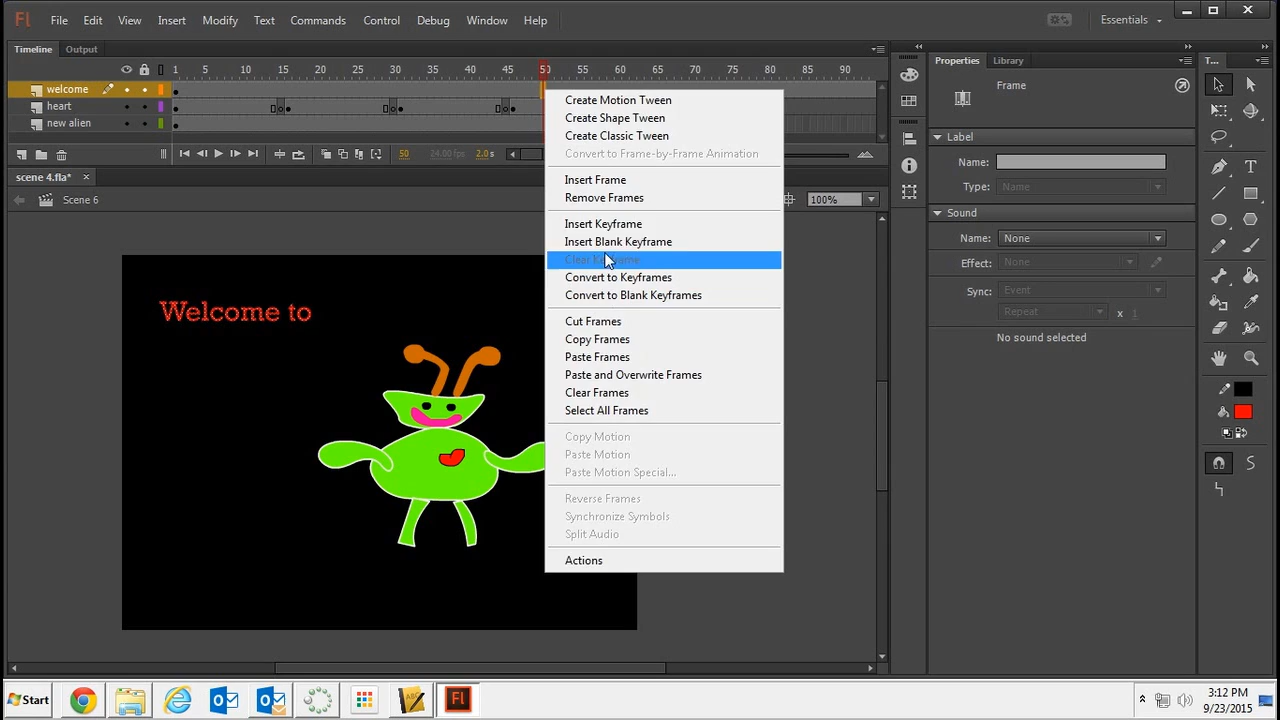 Fl File Edit View Insert Modify Text Commands Control Debug Window Help Essentials
Timeline Output
Properties Library T...
1 5 10 15 20 25 30 35 40 45 50 55 60 65 70 75 80 85 90
welcome
heart
new alien
50 24.00 fps 2.0 s
scene 4.fla*
Scene 6
100%
Welcome to
Create Motion Tween
Create Shape Tween
Create Classic Tween
Convert to Frame-by-Frame Animation
Insert Frame
Remove Frames
Insert Keyframe
Insert Blank Keyframe
Clear Keyframe
Convert to Keyframes
Convert to Blank Keyframes
Cut Frames
Copy Frames
Paste Frames
Paste and Overwrite Frames
Clear Frames
Select All Frames
Copy Motion
Paste Motion
Paste Motion Special...
Reverse Frames
Synchronize Symbols
Split Audio
Actions
Frame
Label
Name:
Type: Name
Sound
Name: None
Effect: None
Sync: Event
Repeat x 1
No sound selected
Start
ABC
Fl
3:12 PM
9/23/2015